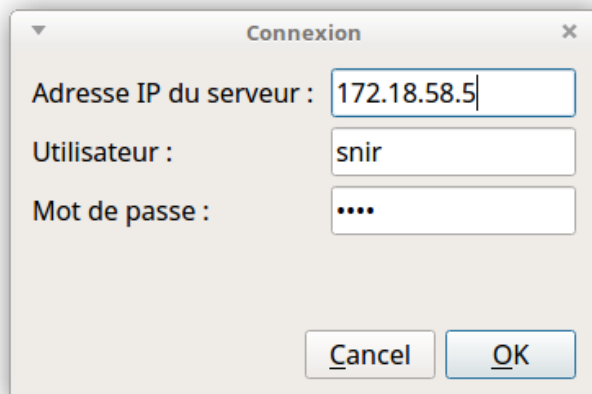 Connexion
Adresse IP du serveur : 172.18.58.5
Utilisateur : snir
Mot de passe : ••••
Cancel OK